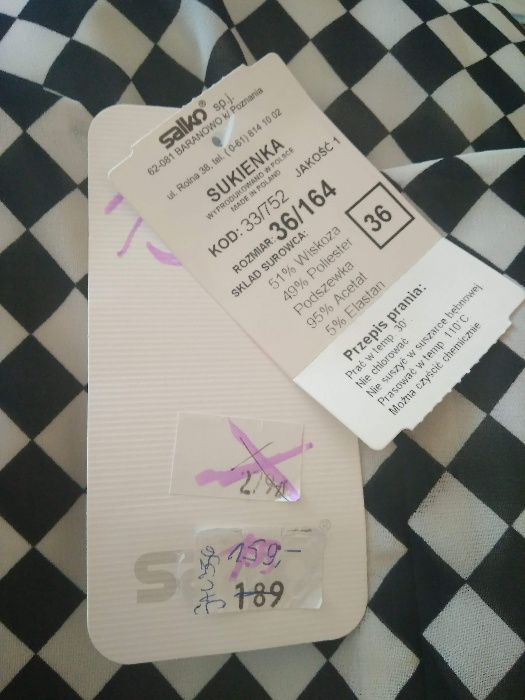 salko® sp.j.
62-081 BARANOWO k/ Poznania
ul. Rolna 38, tel. (0-61) 814 10 02
SUKIENKA
WYPRODUKOWANO W POLSCE
MADE IN POLAND
JAKOŚĆ 1
KOD: 33/752
ROZMIAR: 36/164
SKŁAD SUROWCA:
36
51% Wiskoza
49% Poliester
Podszewka
95% Acetat
5% Elastan
Przepis prania:
Prać w temp. 30°
Nie chlorować
Nie suszyć w suszarce bębnowej
Prasować w temp. 110°C
Można czyścić chemicznie
159,-
189